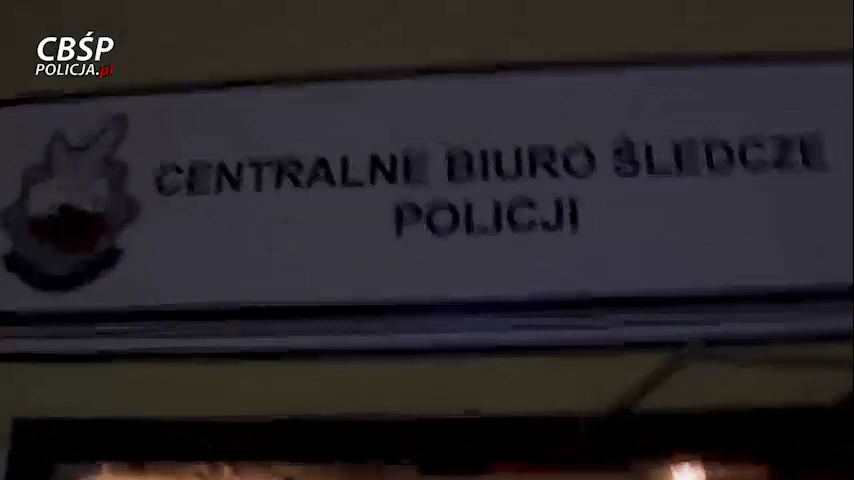 CBŚP
POLICJA.pl
CENTRALNE BIURO ŚLEDCZE
POLICJI